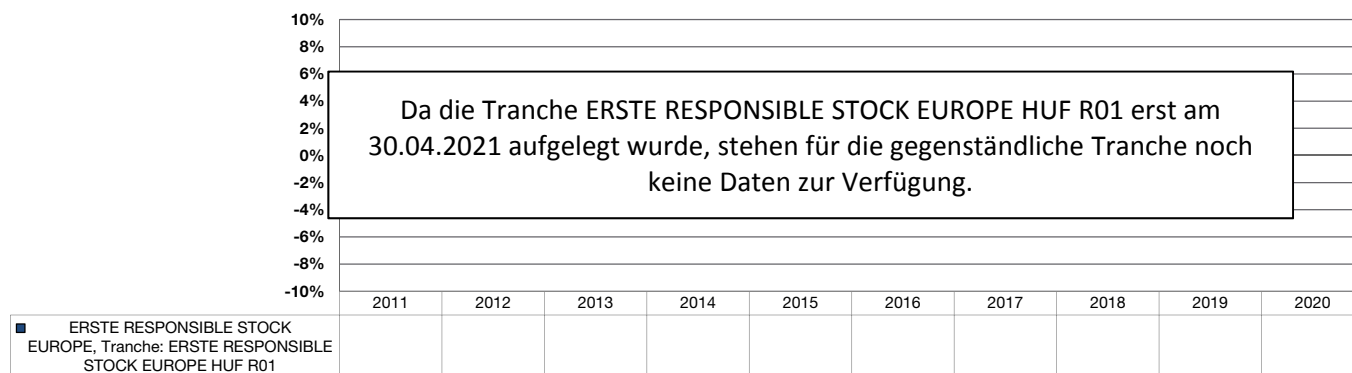 10%
8%
6%
4%
2%
0%
-2%
-4%
-6%
-8%
-10%
Da die Tranche ERSTE RESPONSIBLE STOCK EUROPE HUF R01 erst am
30.04.2021 aufgelegt wurde, stehen für die gegenständliche Tranche noch
keine Daten zur Verfügung.
2011 2012 2013 2014 2015 2016 2017 2018 2019 2020
ERSTE RESPONSIBLE STOCK
EUROPE, Tranche: ERSTE RESPONSIBLE
STOCK EUROPE HUF R01